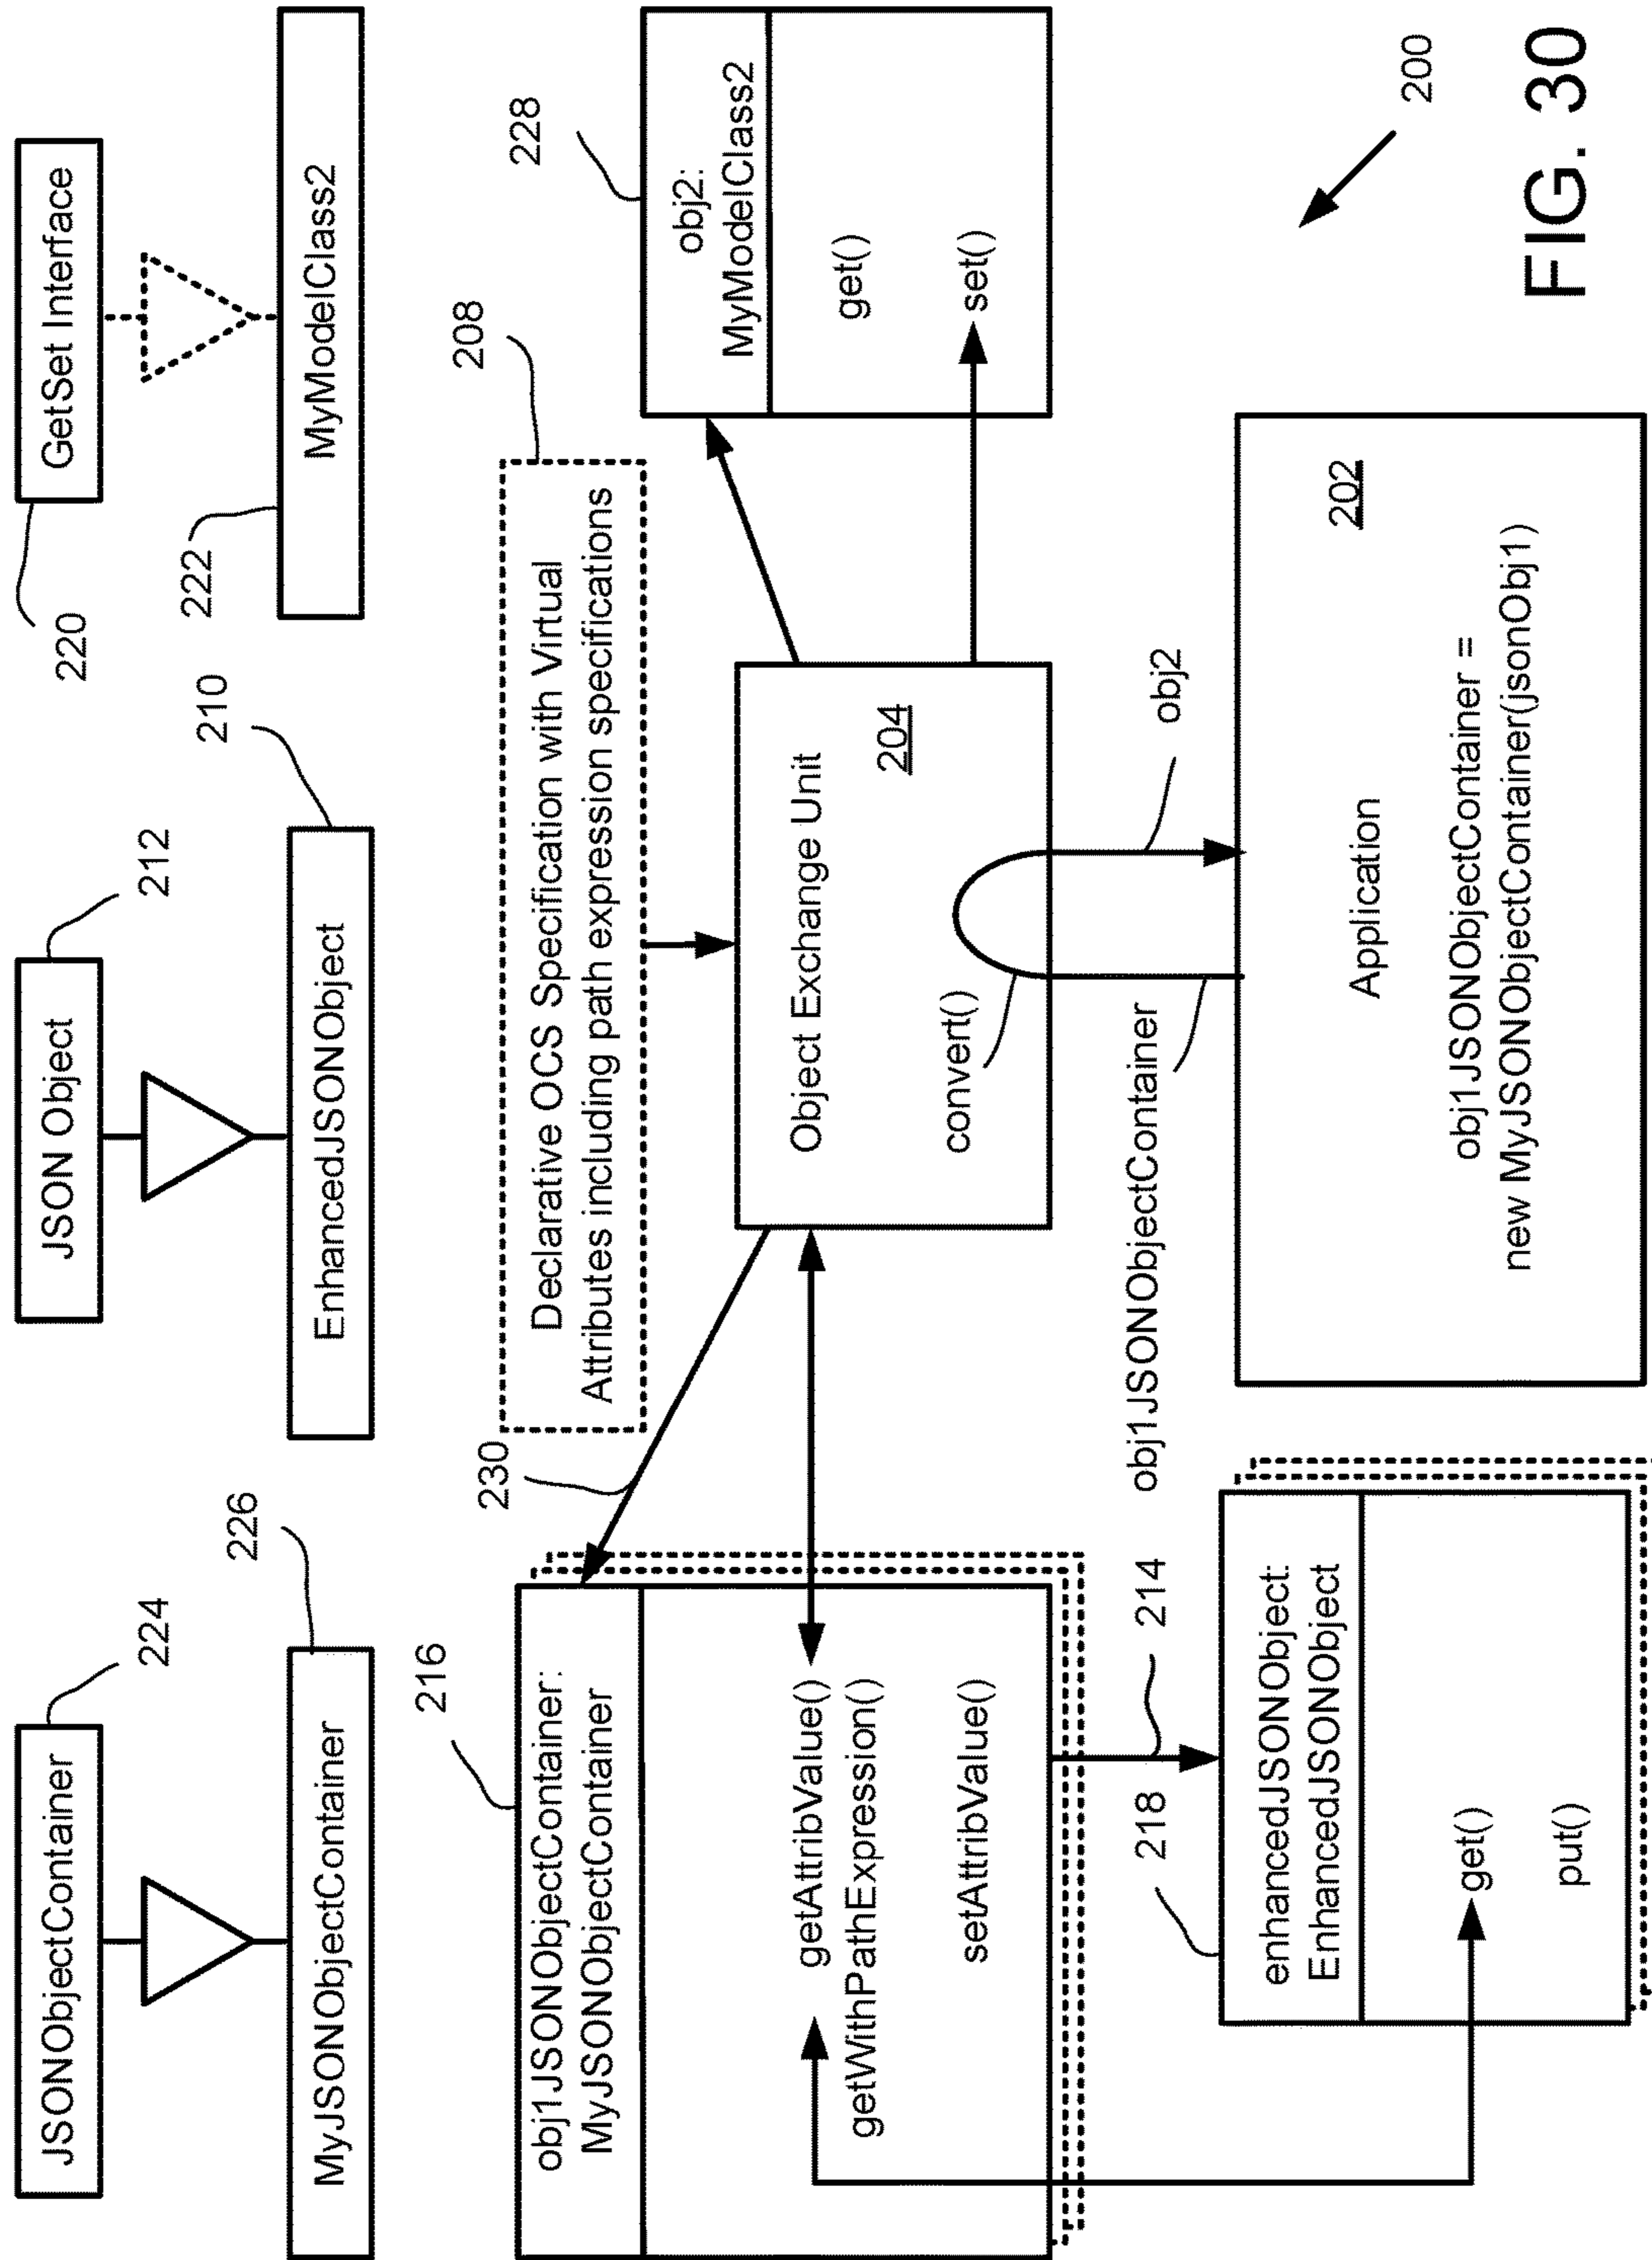 JSONObjectContainer
224
MyJSONObjectContainer
226
JSON Object
212
EnhancedJSONObject
210
GetSet Interface
220
MyModelClass2
222
216
obj1JSONObjectContainer:
MyJSONObjectContainer
getAttribValue()
getWithPathExpression()
setAttribValue()
230
Declarative OCS Specification with Virtual
Attributes including path expression specifications
208
Object Exchange Unit
204
convert()
228
obj2:
MyModelClass2
get()
set()
214
218
enhancedJSONObject:
EnhancedJSONObject
get()
put()
obj1JSONObjectContainer
obj2
Application
202
obj1JSONObjectContainer =
new MyJSONObjectContainer(jsonObj1)
200
FIG. 30